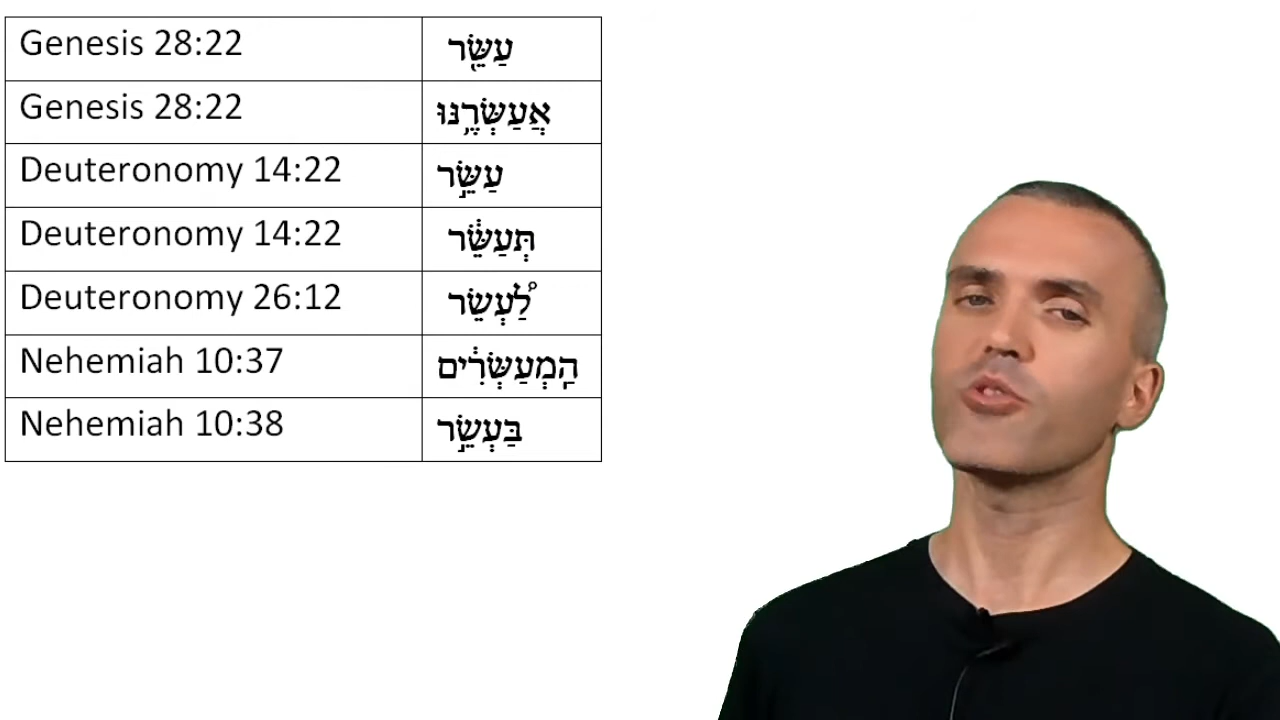 Genesis 28:22 עַשֵּׂ֖ר
Genesis 28:22 אֲעַשְּׂרֶ֥נּוּ
Deuteronomy 14:22 עַשֵּׂ֣ר
Deuteronomy 14:22 תְּעַשֵּׂ֔ר
Deuteronomy 26:12 לַ֠עְשֵׂר
Nehemiah 10:37 הַֽמְעַשְּׂרִ֔ים
Nehemiah 10:38 בַּעְשֵׂ֣ר